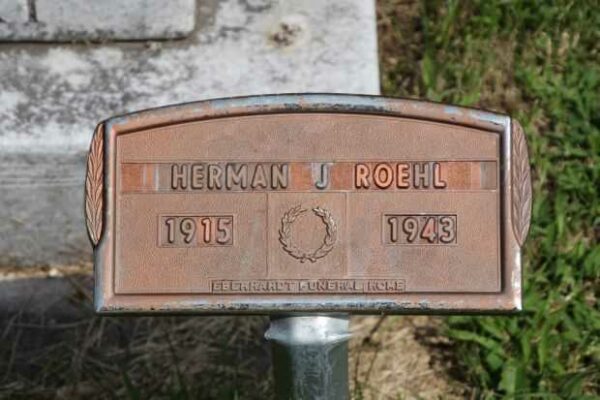 HERMAN J ROEHL
1915 1943
EBERHARDT FUNERAL HOME